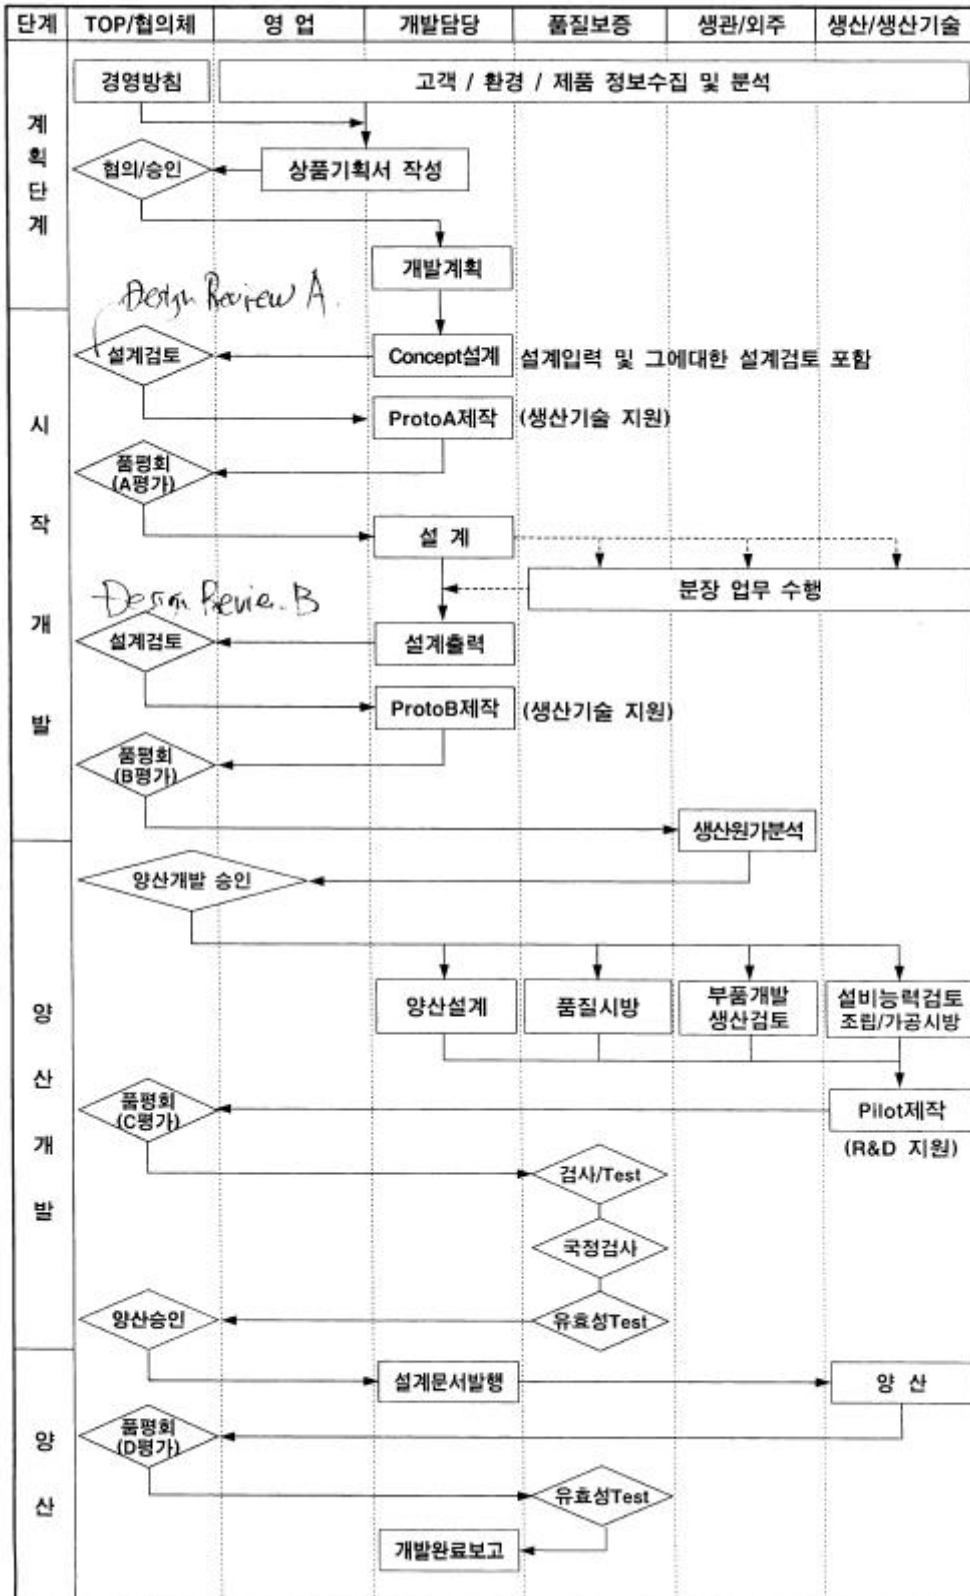 단계 TOP/협의체 영 업 개발담당 품질보증 생관/외주 생산/생산기술
계획단계
경영방침 고객 / 환경 / 제품 정보수집 및 분석
협의/승인 상품기획서 작성
개발계획
Design Review A.
시작개발
설계검토 Concept설계 설계입력 및 그에대한 설계검토 포함
ProtoA제작 (생산기술 지원)
품평회
(A평가)
설 계
분장 업무 수행
Design Review B
설계검토 설계출력
ProtoB제작 (생산기술 지원)
품평회
(B평가)
생산원가분석
양산개발
양산개발 승인
양산설계 품질시방 부품개발 설비능력검토
생산검토 조립/가공시방
품평회
(C평가)
Pilot제작
(R&D 지원)
검사/Test
국정검사
양산승인 유효성Test
양산
설계문서발행 양 산
품평회
(D평가)
유효성Test
개발완료보고